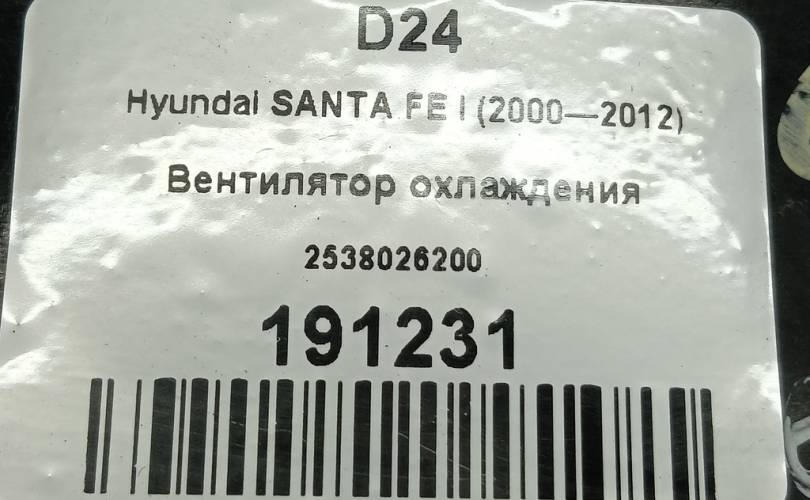 D24
Hyundai SANTA FE I (2000—2012)
Вентилятор охлаждения
2538026200
191231